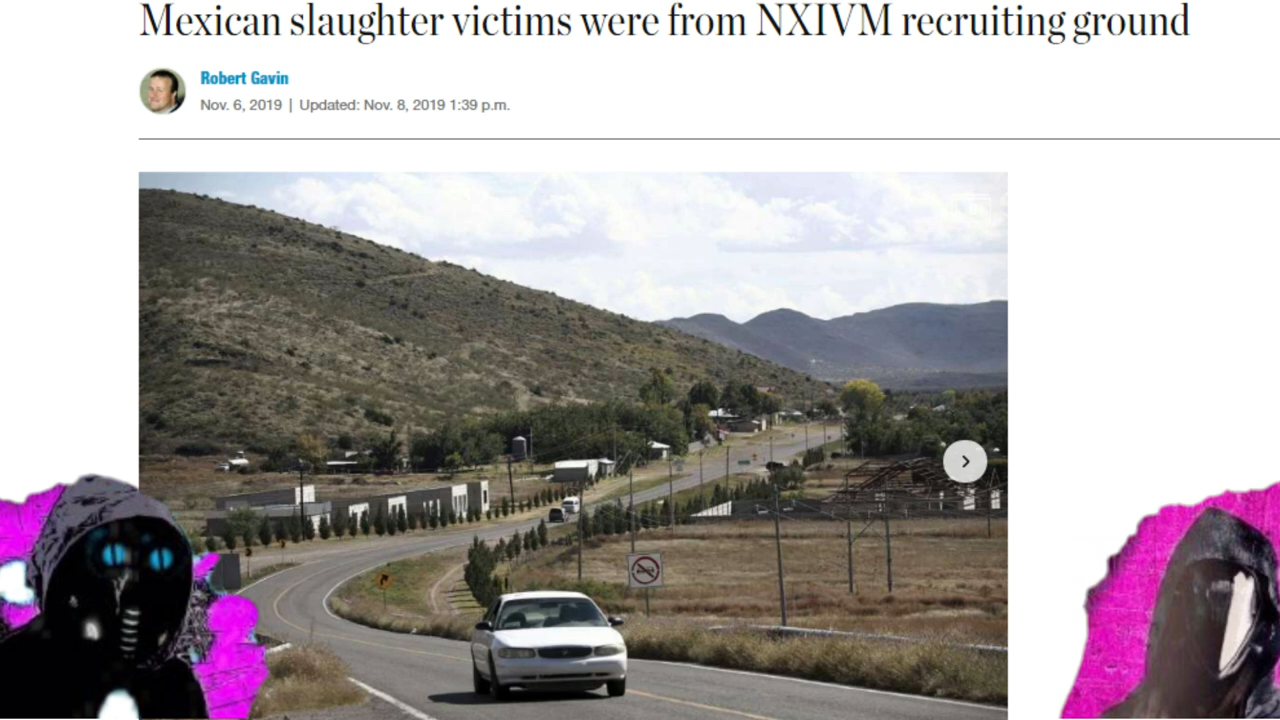 Mexican slaughter victims were from NXIVM recruiting ground
Robert Gavin
Nov. 6, 2019 | Updated: Nov. 8, 2019 1:39 p.m.